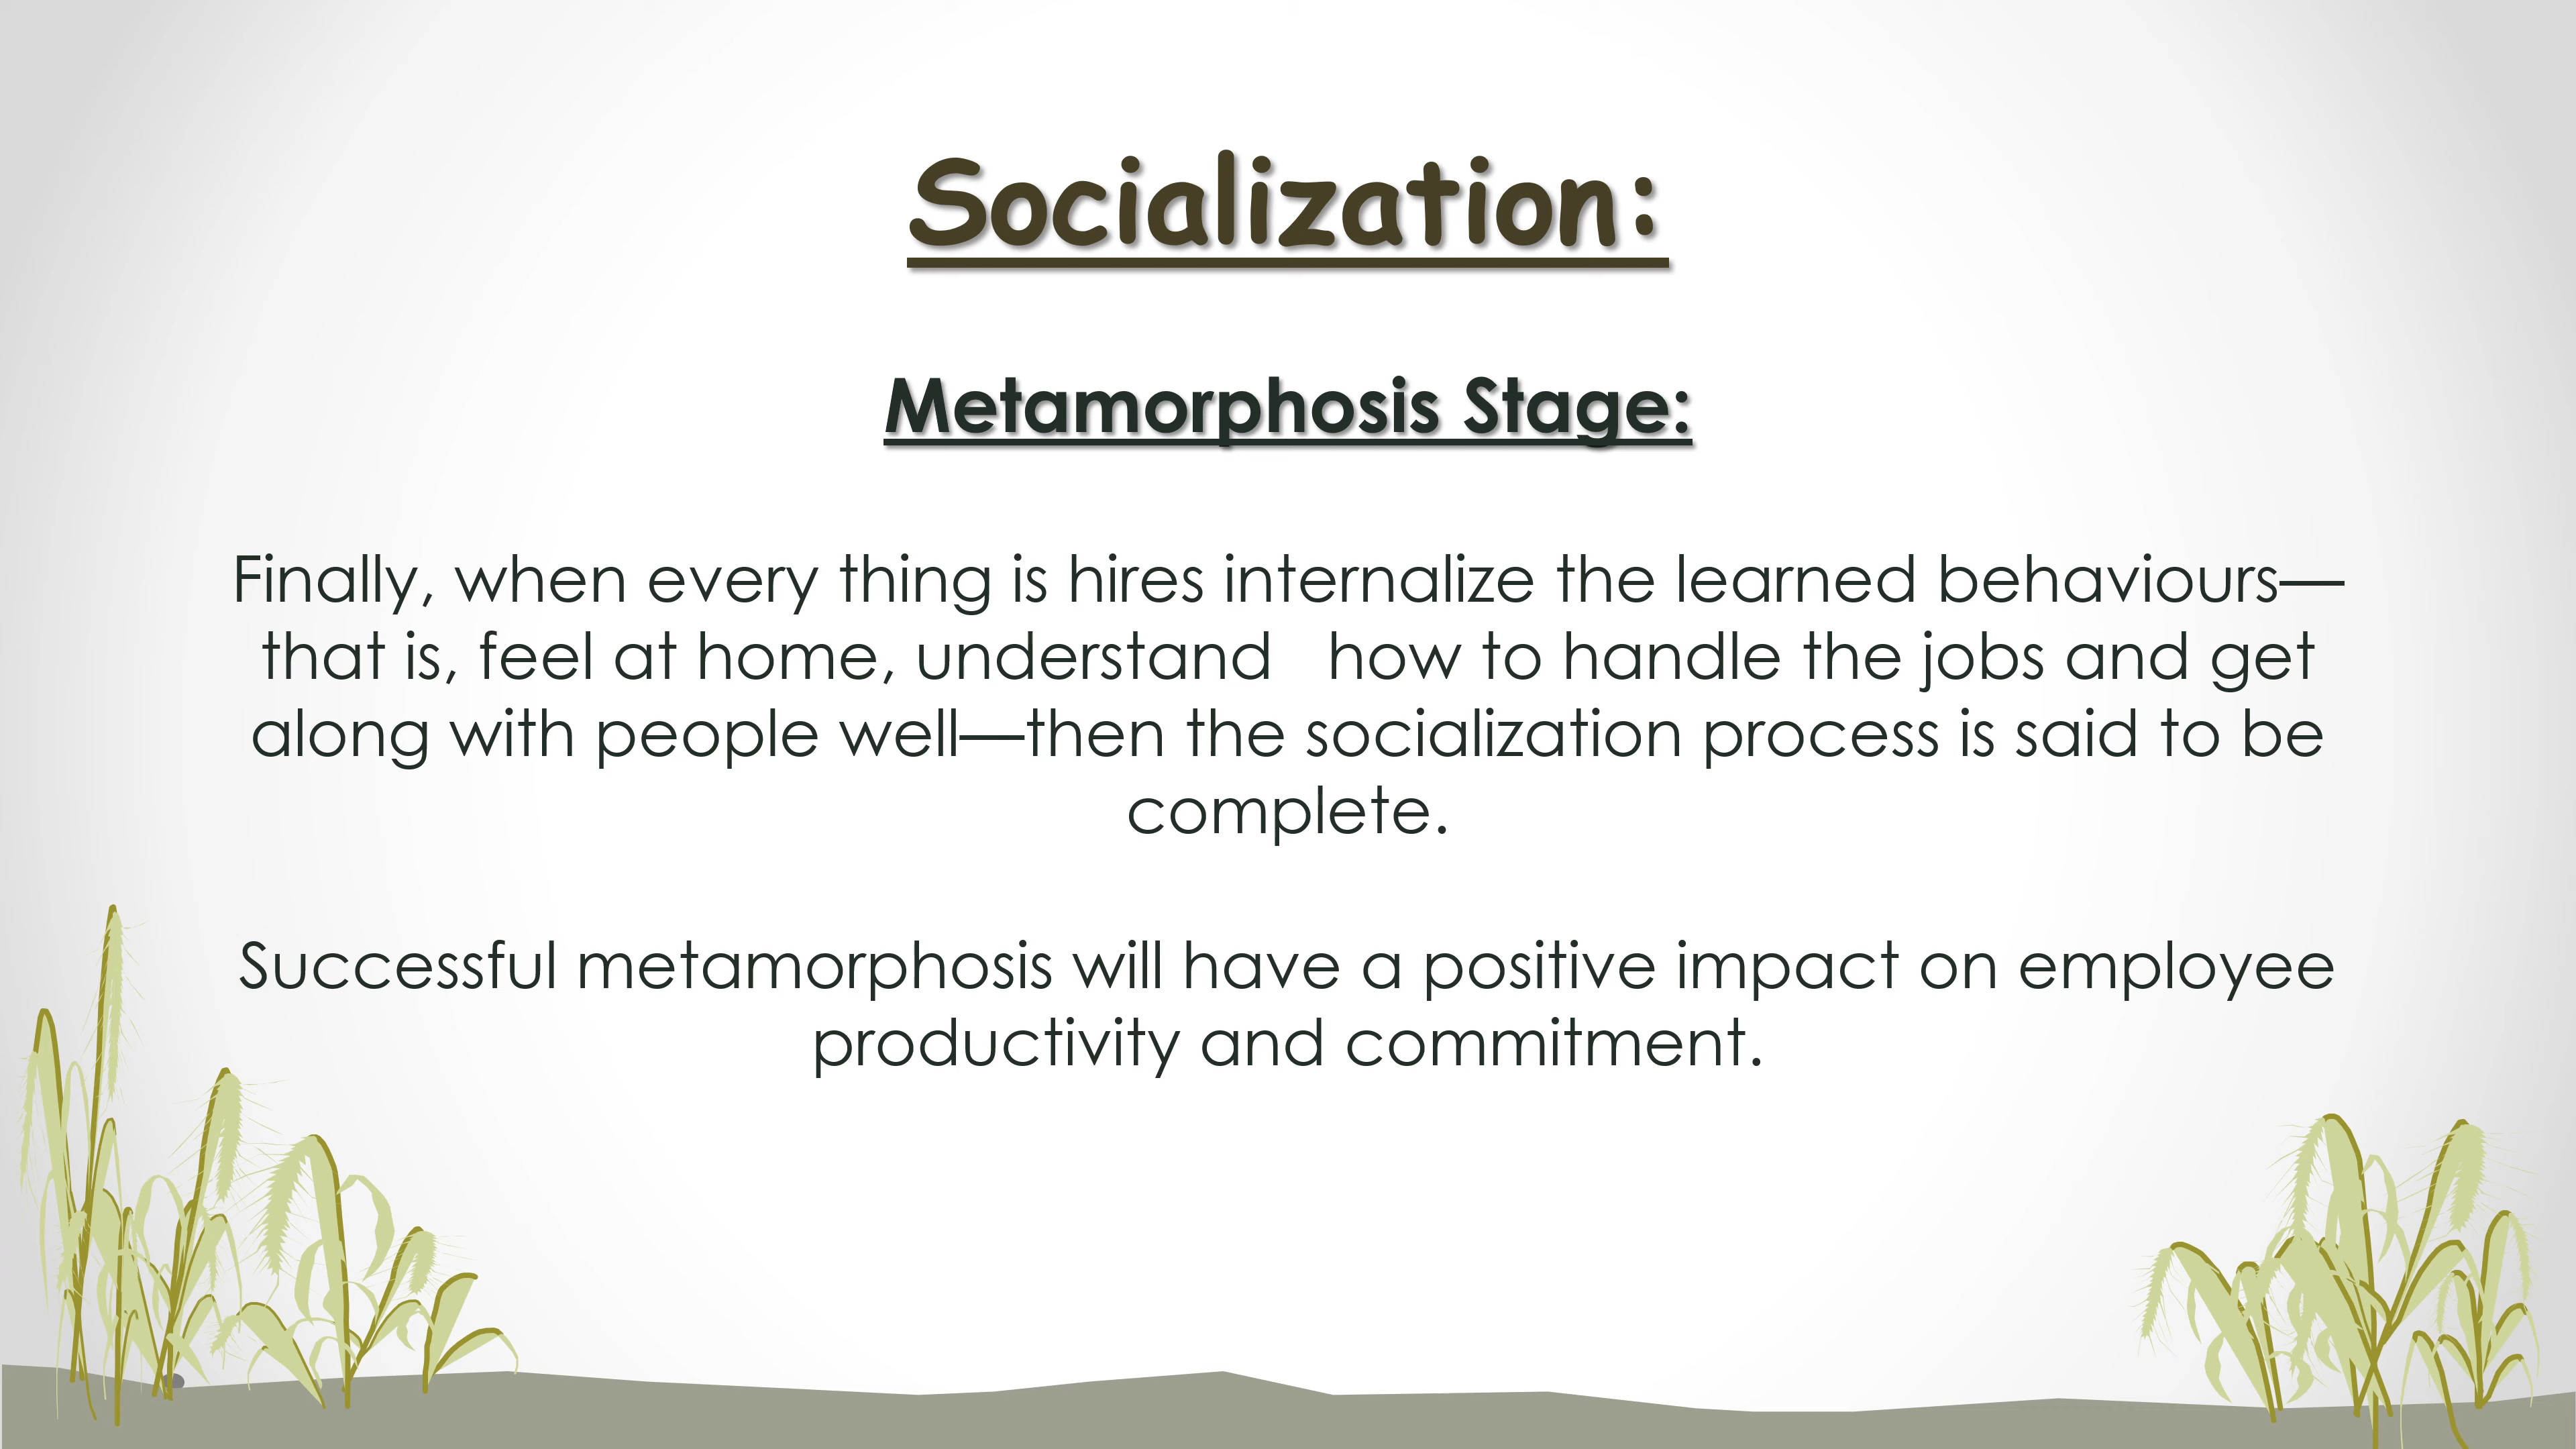 Socialization:
Metamorphosis Stage:
Finally, when every thing is hires internalize the learned behaviours—
that is, feel at home, understand   how to handle the jobs and get
along with people well—then the socialization process is said to be
complete.
Successful metamorphosis will have a positive impact on employee
productivity and commitment.